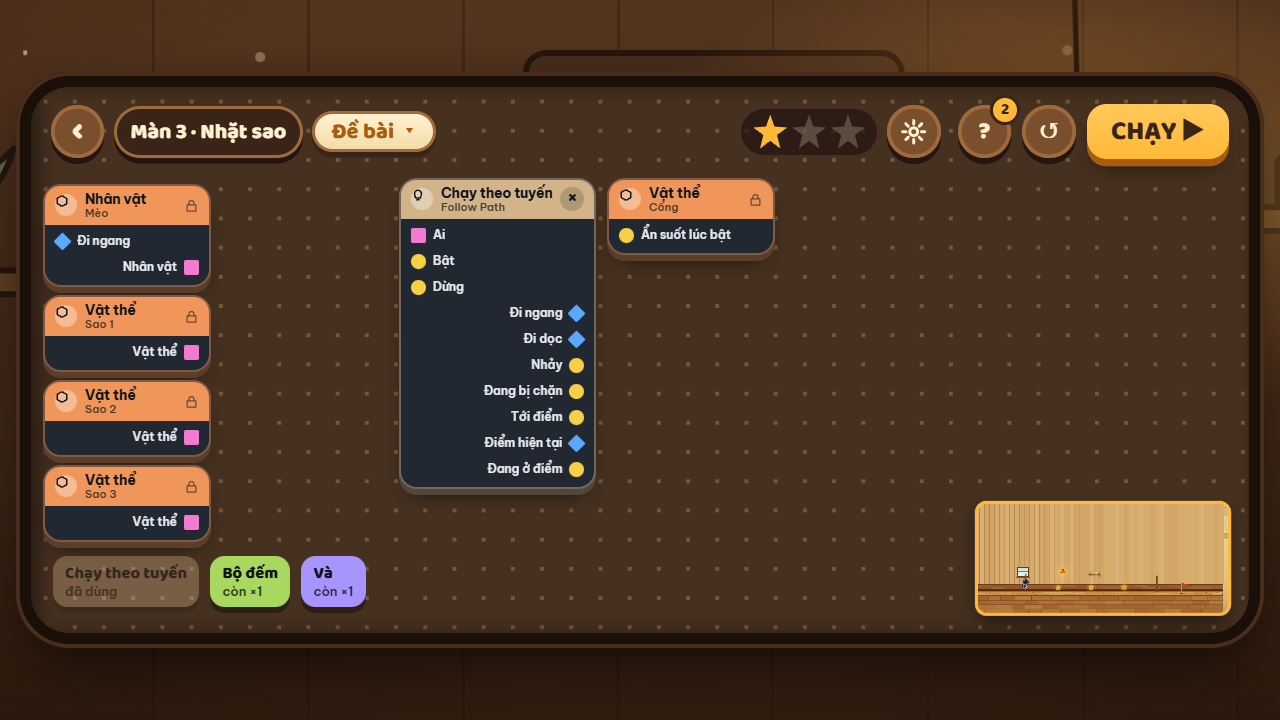 Màn 3 • Nhặt sao
Đề bài
2
?
CHẠY
Nhân vật
Mèo
Đi ngang
Nhân vật
Vật thể
Sao 1
Vật thể
Vật thể
Sao 2
Vật thể
Vật thể
Sao 3
Vật thể
Chạy theo tuyến
Follow Path
Ai
Bật
Dừng
Đi ngang
Đi dọc
Nhảy
Đang bị chặn
Tới điểm
Điểm hiện tại
Đang ở điểm
Vật thể
Cổng
Ẩn suốt lúc bật
Chạy theo tuyến
đã dùng
Bộ đếm
còn ×1
Và
còn ×1